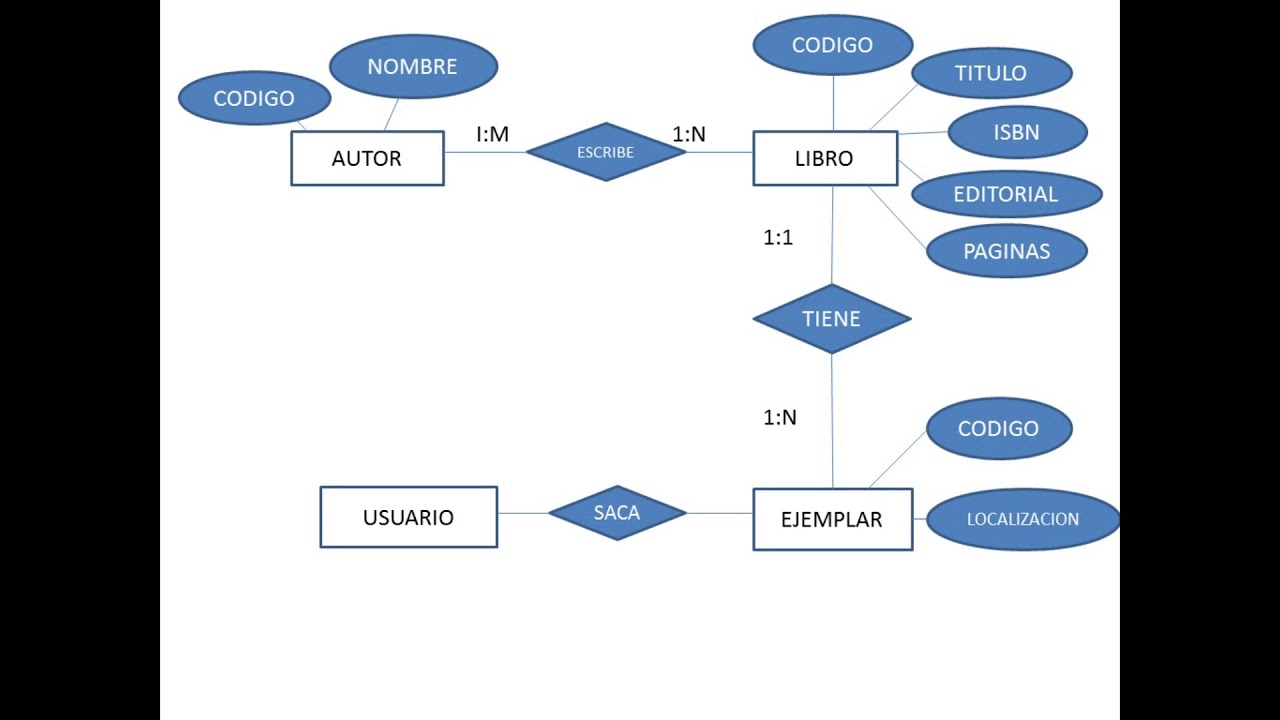 CODIGO
NOMBRE
CODIGO
TITULO
ISBN
EDITORIAL
PAGINAS
AUTOR
I:M
ESCRIBE
1:N
LIBRO
1:1
TIENE
1:N
CODIGO
USUARIO
SACA
EJEMPLAR
LOCALIZACION